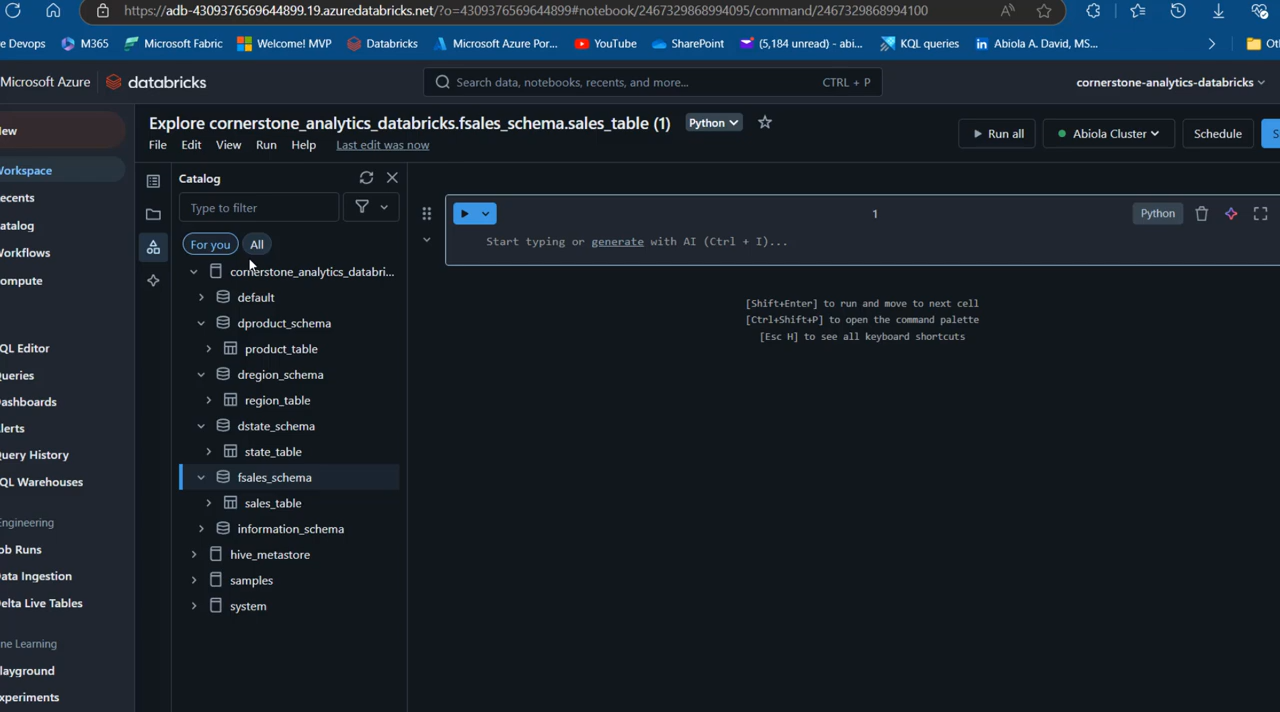 https://adb-4309376569644899.19.azuredatabricks.net/?o=4309376569644899#notebook/2467329868994095/command/2467329868994100
e Devops M365 Microsoft Fabric Welcome! MVP Databricks Microsoft Azure Por... YouTube SharePoint (5,184 unread) - abi... KQL queries Abiola A. David, MS... Ot
Microsoft Azure databricks Search data, notebooks, recents, and more... CTRL + P cornerstone-analytics-databricks
Explore cornerstone_analytics_databricks.fsales_schema.sales_table (1) Python
File Edit View Run Help Last edit was now
Run all Abiola Cluster Schedule S
ew
Workspace
ecents
atalog
Workflows
ompute
QL Editor
ueries
ashboards
lerts
uery History
QL Warehouses
Engineering
ob Runs
ata Ingestion
elta Live Tables
ne Learning
layground
xperiments
Catalog
Type to filter
For you All
cornerstone_analytics_databri...
default
dproduct_schema
product_table
dregion_schema
region_table
dstate_schema
state_table
fsales_schema
sales_table
information_schema
hive_metastore
samples
system
1 Python
Start typing or generate with AI (Ctrl + I)...
[Shift+Enter] to run and move to next cell
[Ctrl+Shift+P] to open the command palette
[Esc H] to see all keyboard shortcuts